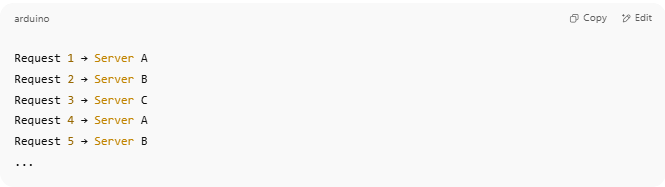 arduino
Copy
Edit
Request 1 → Server A
Request 2 → Server B
Request 3 → Server C
Request 4 → Server A
Request 5 → Server B
...